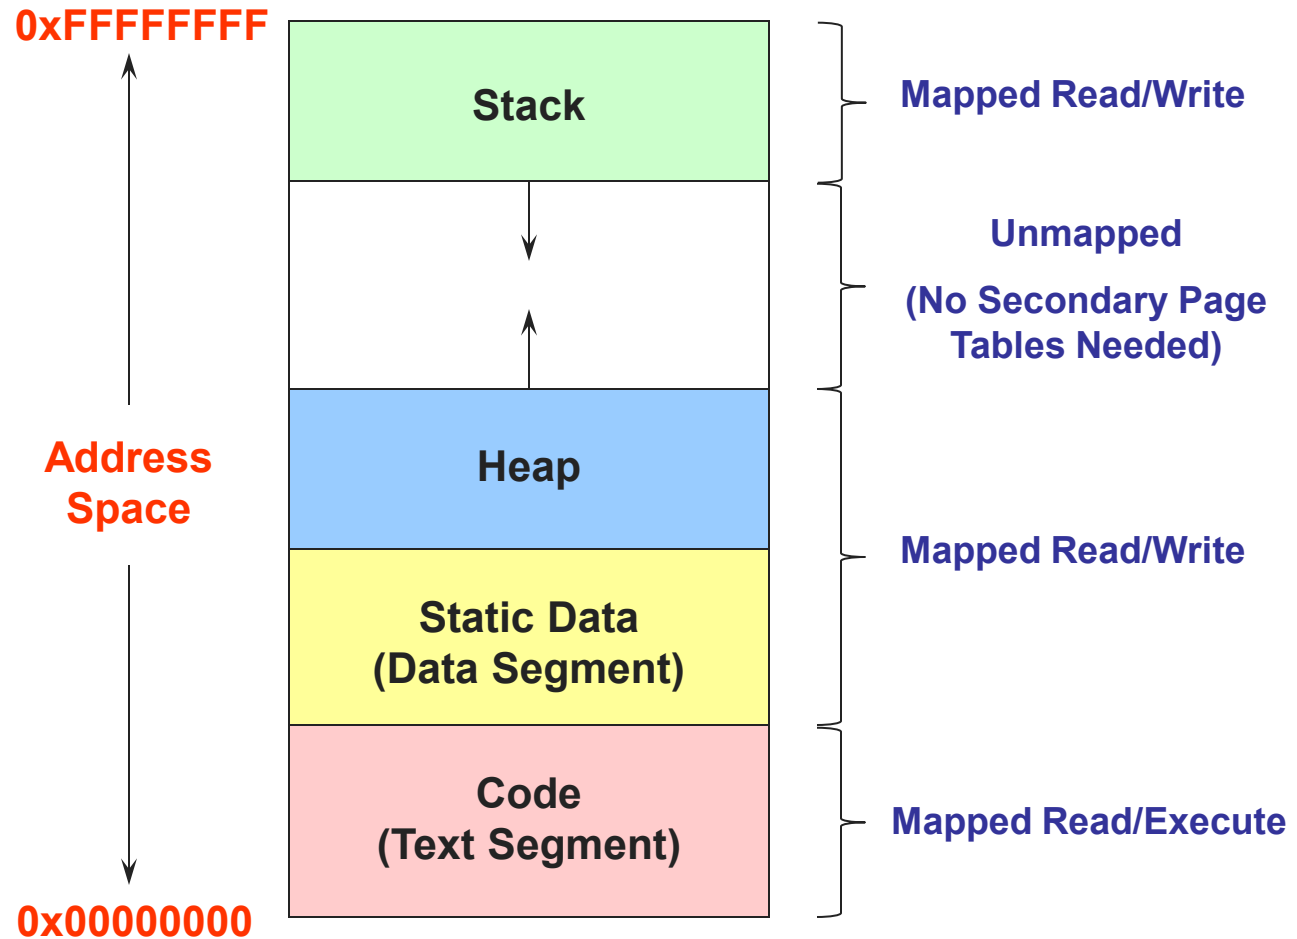 0xFFFFFFFF
Stack
Mapped Read/Write
Unmapped
(No Secondary Page
Tables Needed)
Address
Space
Heap
Mapped Read/Write
Static Data
(Data Segment)
Code
(Text Segment)
Mapped Read/Execute
0x00000000